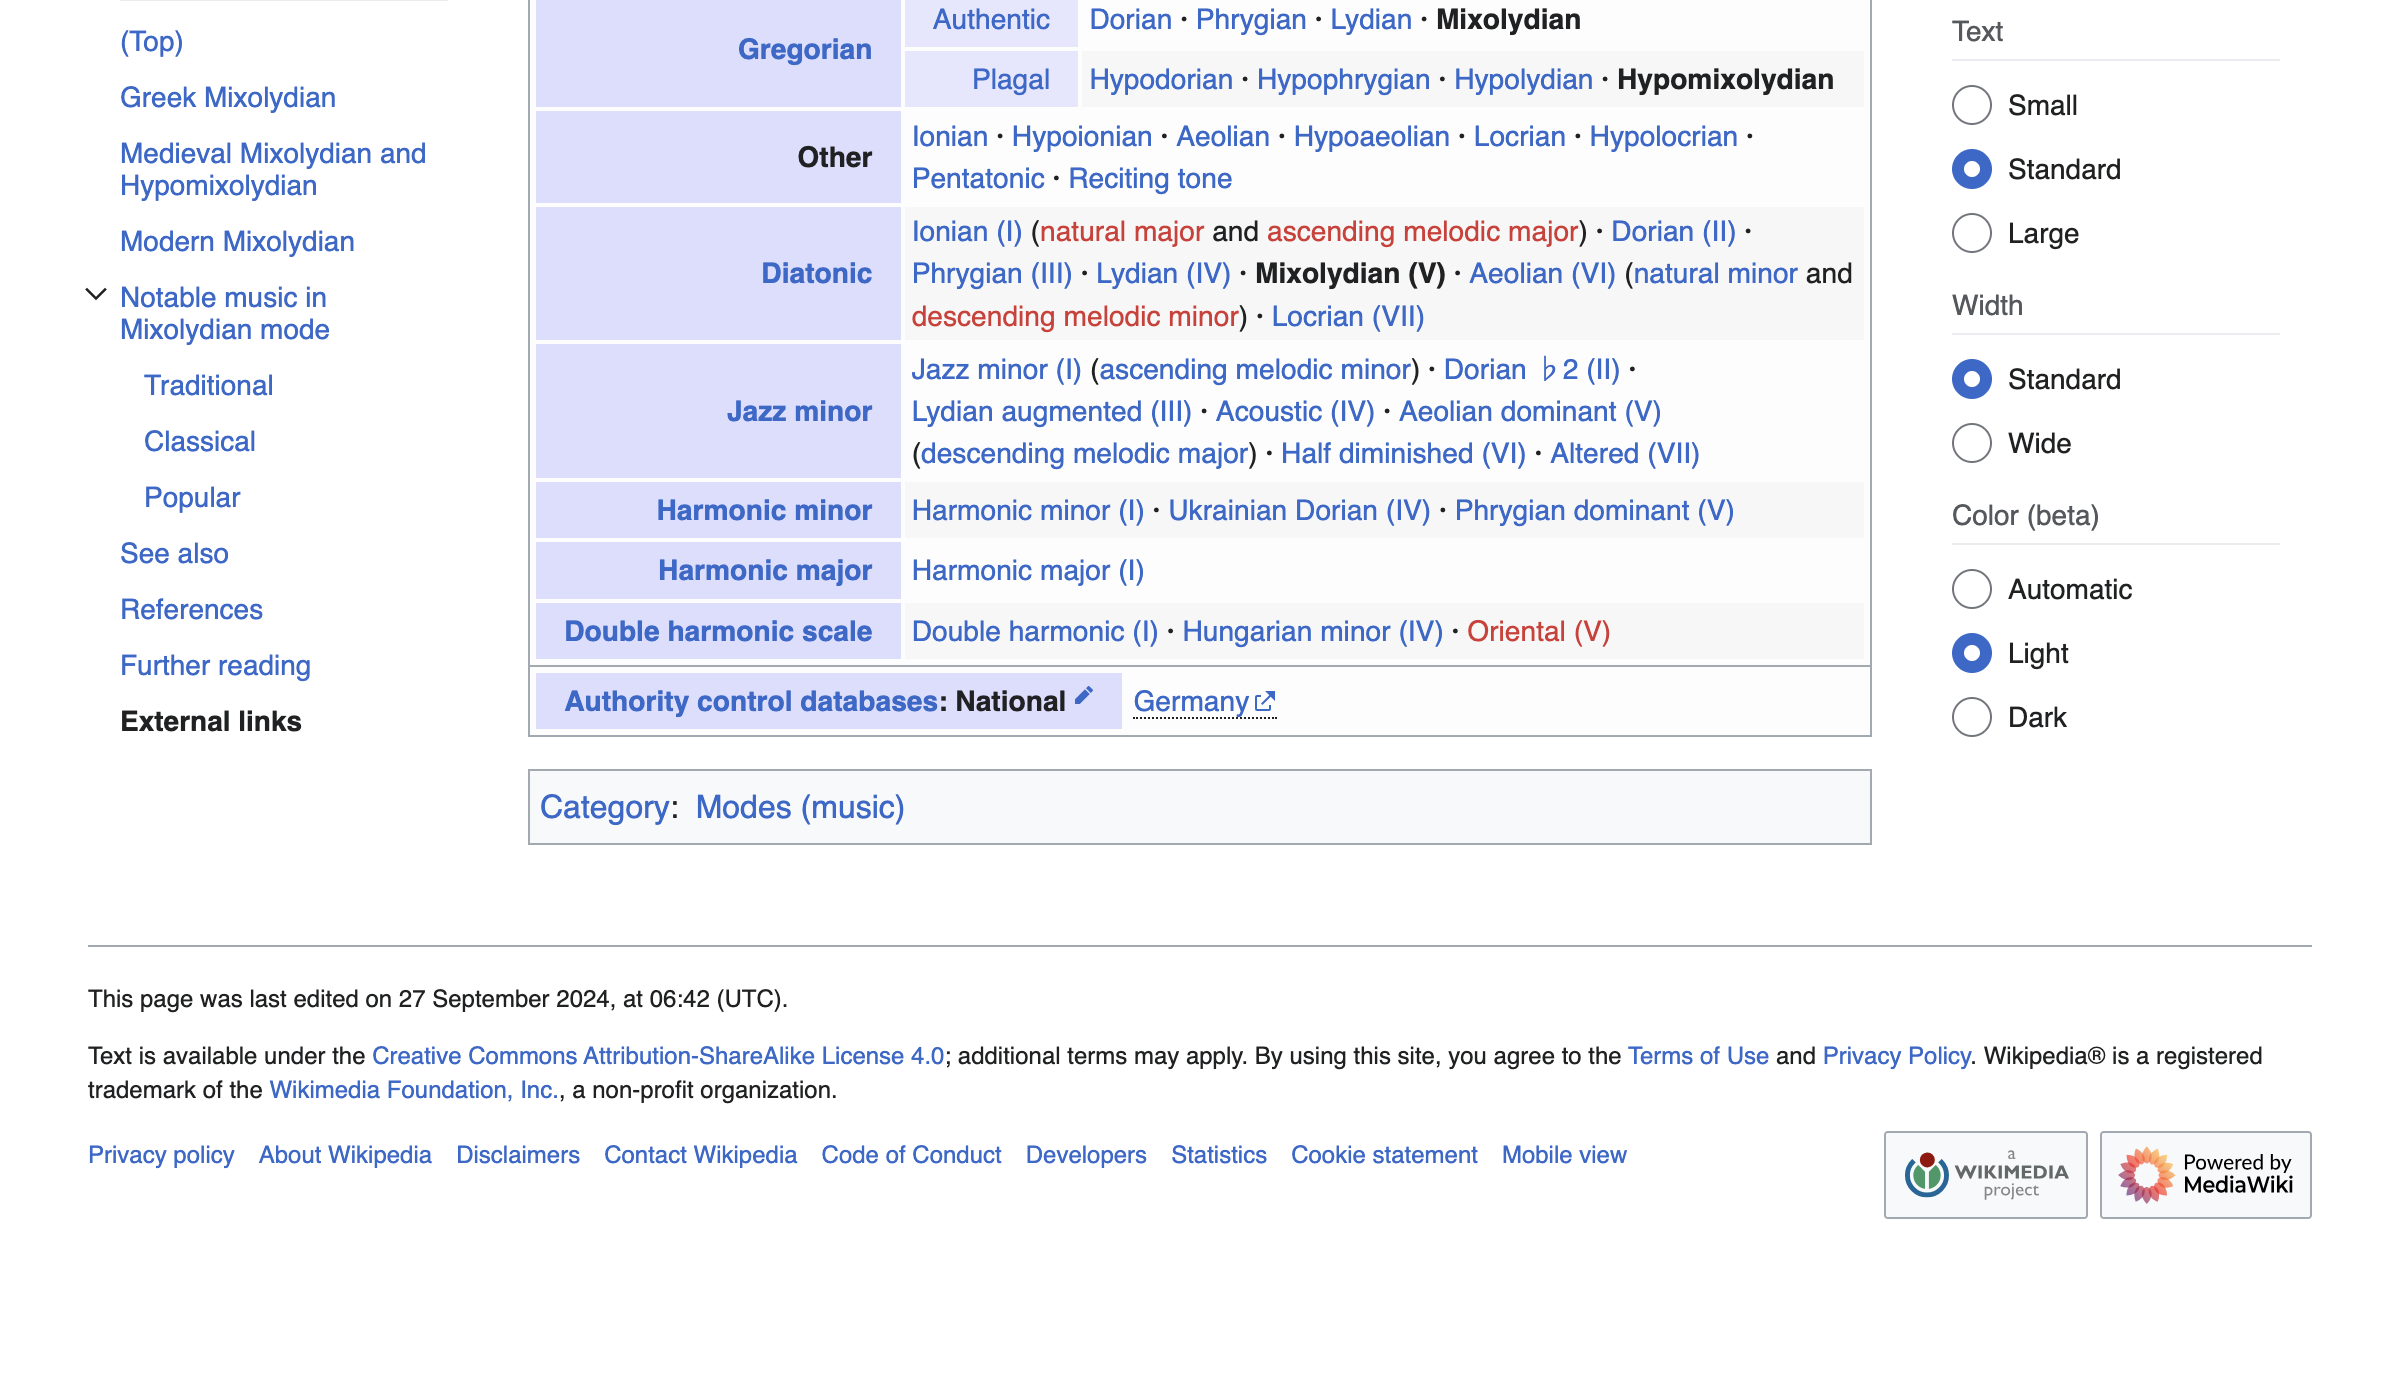 (Top)
Greek Mixolydian
Medieval Mixolydian and
Hypomixolydian
Modern Mixolydian
Notable music in
Mixolydian mode
Traditional
Classical
Popular
See also
References
Further reading
External links
Gregorian
Authentic
Dorian · Phrygian · Lydian · Mixolydian
Plagal
Hypodorian · Hypophrygian · Hypolydian · Hypomixolydian
Other
Ionian · Hypoionian · Aeolian · Hypoaeolian · Locrian · Hypolocrian ·
Pentatonic · Reciting tone
Diatonic
Ionian (I) (natural major and ascending melodic major) · Dorian (II) ·
Phrygian (III) · Lydian (IV) · Mixolydian (V) · Aeolian (VI) (natural minor and
descending melodic minor) · Locrian (VII)
Jazz minor
Jazz minor (I) (ascending melodic minor) · Dorian ♭2 (II) ·
Lydian augmented (III) · Acoustic (IV) · Aeolian dominant (V)
(descending melodic major) · Half diminished (VI) · Altered (VII)
Harmonic minor
Harmonic minor (I) · Ukrainian Dorian (IV) · Phrygian dominant (V)
Harmonic major
Harmonic major (I)
Double harmonic scale
Double harmonic (I) · Hungarian minor (IV) · Oriental (V)
Authority control databases: National
Germany
Category: Modes (music)
Text
Small
Standard
Large
Width
Standard
Wide
Color (beta)
Automatic
Light
Dark
This page was last edited on 27 September 2024, at 06:42 (UTC).
Text is available under the Creative Commons Attribution-ShareAlike License 4.0; additional terms may apply. By using this site, you agree to the Terms of Use and Privacy Policy. Wikipedia® is a registered
trademark of the Wikimedia Foundation, Inc., a non-profit organization.
Privacy policy About Wikipedia Disclaimers Contact Wikipedia Code of Conduct Developers Statistics Cookie statement Mobile view
a
WIKIMEDIA
project
Powered by
MediaWiki